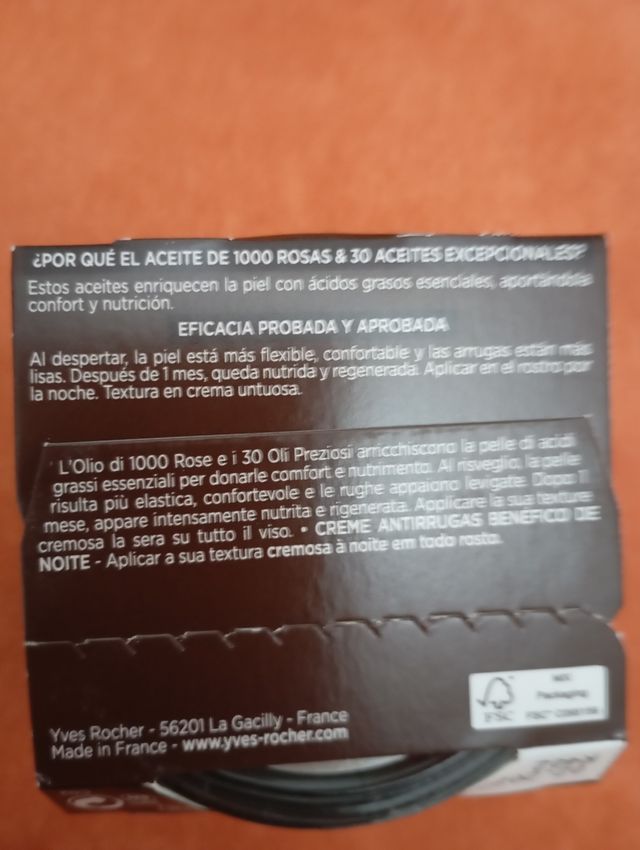 ¿POR QUÉ EL ACEITE DE 1000 ROSAS & 30 ACEITES EXCEPCIONALES?
Estos aceites enriquecen la piel con ácidos grasos esenciales, aportándole
confort y nutrición.
EFICACIA PROBADA Y APROBADA
Al despertar, la piel está más flexible, confortable y las arrugas están más
lisas. Después de 1 mes, queda nutrida y regenerada. Aplicar en el rostro por
la noche. Textura en crema untuosa.
L'Olio di 1000 Rose e i 30 Oli Preziosi arricchiscono la pelle di acidi
grassi essenziali per donarle comfort e nutrimento. Al risveglio, la pelle
risulta più elastica, confortevole e le rughe appaiono levigate. Dopo 1
mese, appare intensamente nutrita e rigenerata. Applicare la sua texture
cremosa la sera su tutto il viso. • CREME ANTIRRUGAS BENÉFICO DE
NOITE - Aplicar a sua textura cremosa à noite em todo rosto.
MIX
Packaging
FSC
Yves Rocher - 56201 La Gacilly - France
Made in France - www.yves-rocher.com